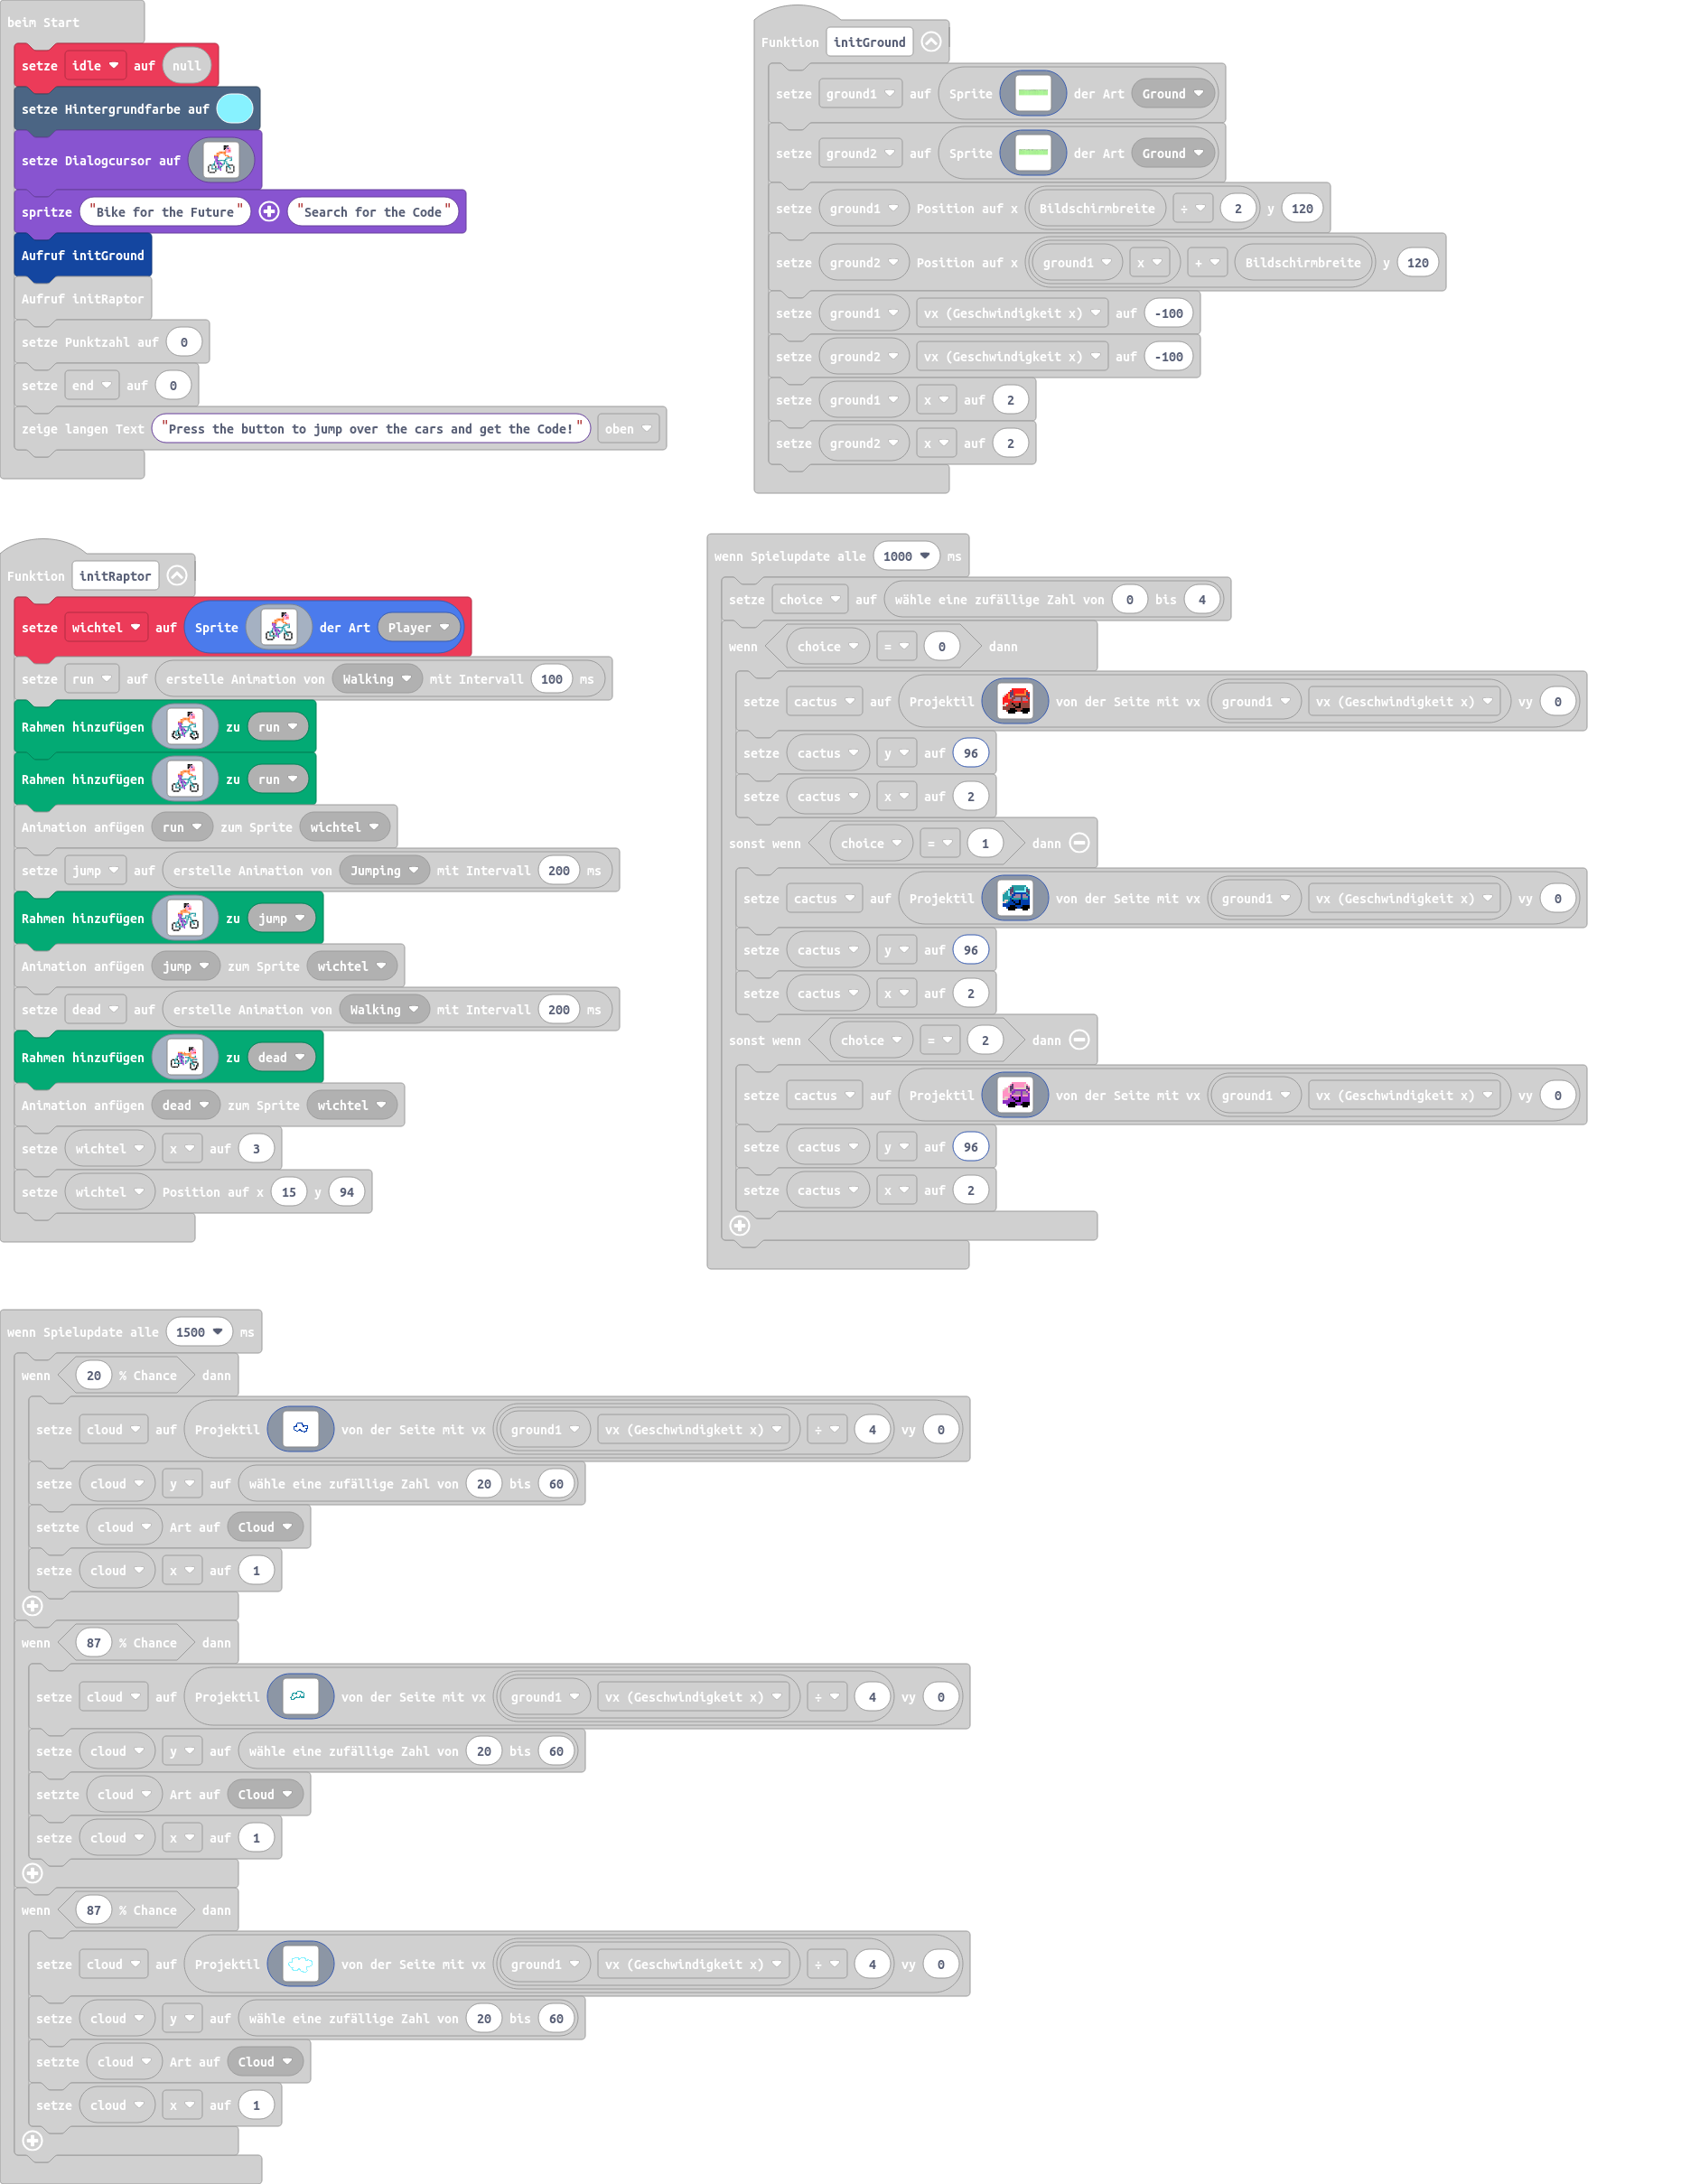 beim Start
setze idle auf null
setze Hintergrundfarbe auf
setze Dialogcursor auf
spritze "Bike for the Future" "Search for the Code"
Aufruf initGround
Aufruf initRaptor
setze Punktzahl auf 0
setze end auf 0
zeige langen Text "Press the button to jump over the cars and get the Code!" oben
Funktion initGround
setze ground1 auf Sprite der Art Ground
setze ground2 auf Sprite der Art Ground
setze ground1 Position auf x Bildschirmbreite ÷ 2 y 120
setze ground2 Position auf x ground1 x + Bildschirmbreite y 120
setze ground1 vx (Geschwindigkeit x) auf -100
setze ground2 vx (Geschwindigkeit x) auf -100
setze ground1 x auf 2
setze ground2 x auf 2
Funktion initRaptor
setze wichtel auf Sprite der Art Player
setze run auf erstelle Animation von Walking mit Intervall 100 ms
Rahmen hinzufügen zu run
Rahmen hinzufügen zu run
Animation anfügen run zum Sprite wichtel
setze jump auf erstelle Animation von Jumping mit Intervall 200 ms
Rahmen hinzufügen zu jump
Animation anfügen jump zum Sprite wichtel
setze dead auf erstelle Animation von Walking mit Intervall 200 ms
Rahmen hinzufügen zu dead
Animation anfügen dead zum Sprite wichtel
setze wichtel x auf 3
setze wichtel Position auf x 15 y 94
wenn Spielupdate alle 1000 ms
setze choice auf wähle eine zufällige Zahl von 0 bis 4
wenn choice = 0 dann
setze cactus auf Projektil von der Seite mit vx ground1 vx (Geschwindigkeit x) vy 0
setze cactus y auf 96
setze cactus x auf 2
sonst wenn choice = 1 dann
setze cactus auf Projektil von der Seite mit vx ground1 vx (Geschwindigkeit x) vy 0
setze cactus y auf 96
setze cactus x auf 2
sonst wenn choice = 2 dann
setze cactus auf Projektil von der Seite mit vx ground1 vx (Geschwindigkeit x) vy 0
setze cactus y auf 96
setze cactus x auf 2
wenn Spielupdate alle 1500 ms
wenn 20 % Chance dann
setze cloud auf Projektil von der Seite mit vx ground1 vx (Geschwindigkeit x) ÷ 4 vy 0
setze cloud y auf wähle eine zufällige Zahl von 20 bis 60
setzte cloud Art auf Cloud
setze cloud x auf 1
wenn 87 % Chance dann
setze cloud auf Projektil von der Seite mit vx ground1 vx (Geschwindigkeit x) ÷ 4 vy 0
setze cloud y auf wähle eine zufällige Zahl von 20 bis 60
setzte cloud Art auf Cloud
setze cloud x auf 1
wenn 87 % Chance dann
setze cloud auf Projektil von der Seite mit vx ground1 vx (Geschwindigkeit x) ÷ 4 vy 0
setze cloud y auf wähle eine zufällige Zahl von 20 bis 60
setzte cloud Art auf Cloud
setze cloud x auf 1